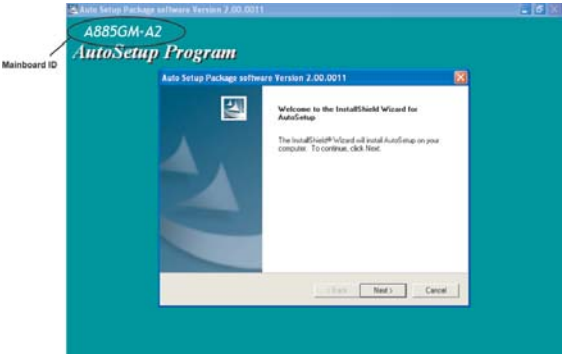 Auto Setup Package software Version 2.00.0011
A885GM-A2
AutoSetup Program
Mainboard ID
Auto Setup Package software Version 2.00.0011
Welcome to the InstallShield Wizard for
AutoSetup
The InstallShield® Wizard will install AutoSetup on your
computer. To continue, click Next.
< Back
Next >
Cancel